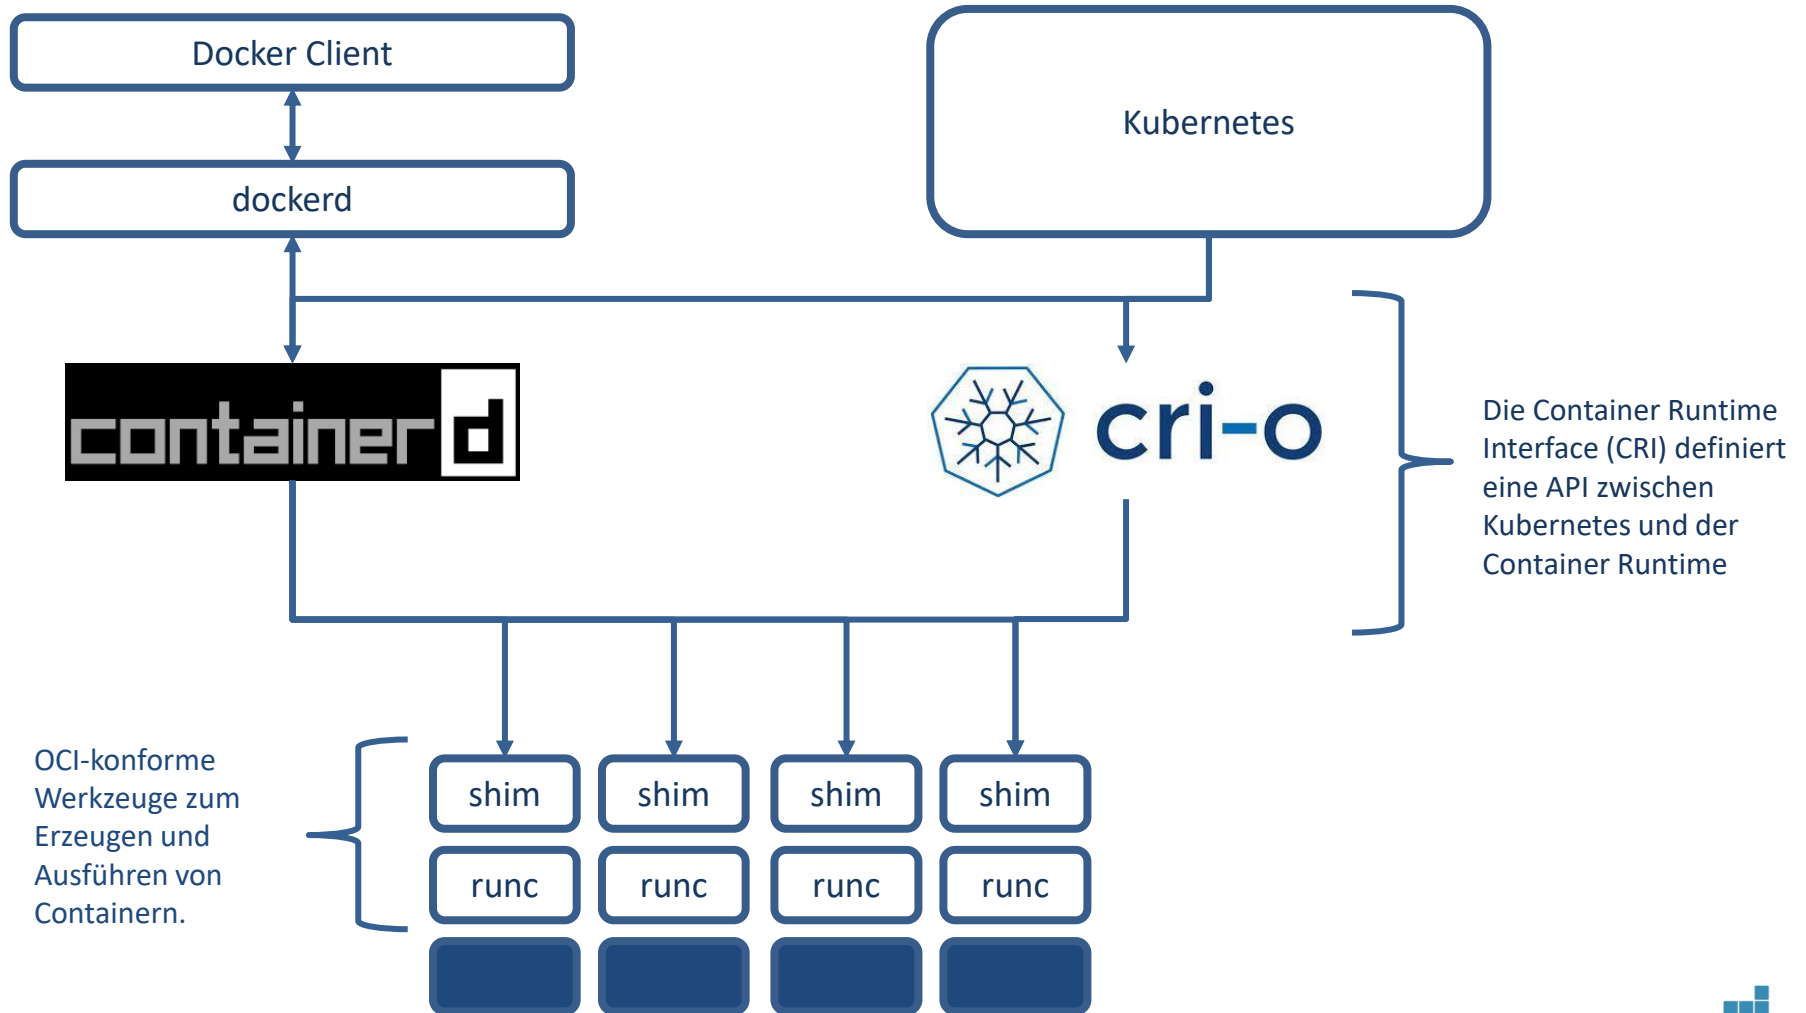 Docker Client
Kubernetes
dockerd
containerd
cri-o
Die Container Runtime
Interface (CRI) definiert
eine API zwischen
Kubernetes und der
Container Runtime
OCI-konforme
Werkzeuge zum
Erzeugen und
Ausführen von
Containern.
shim shim shim shim
runc runc runc runc